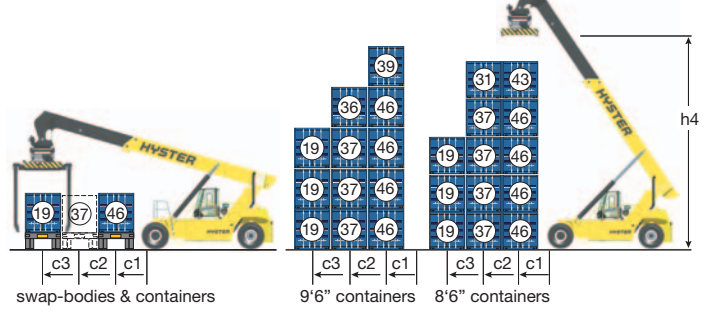 39
31 43
36 46
37 46
h4
HYSTER
HYSTER
19 37 46
19 37 46
19 37 46
19 37 46
19 37 46
19 37 46
19 37 46
HYSTER
HYSTER
c3 c2 c1
c3 c2 c1
c3 c2 c1
swap-bodies & containers
9‘6” containers
8‘6” containers